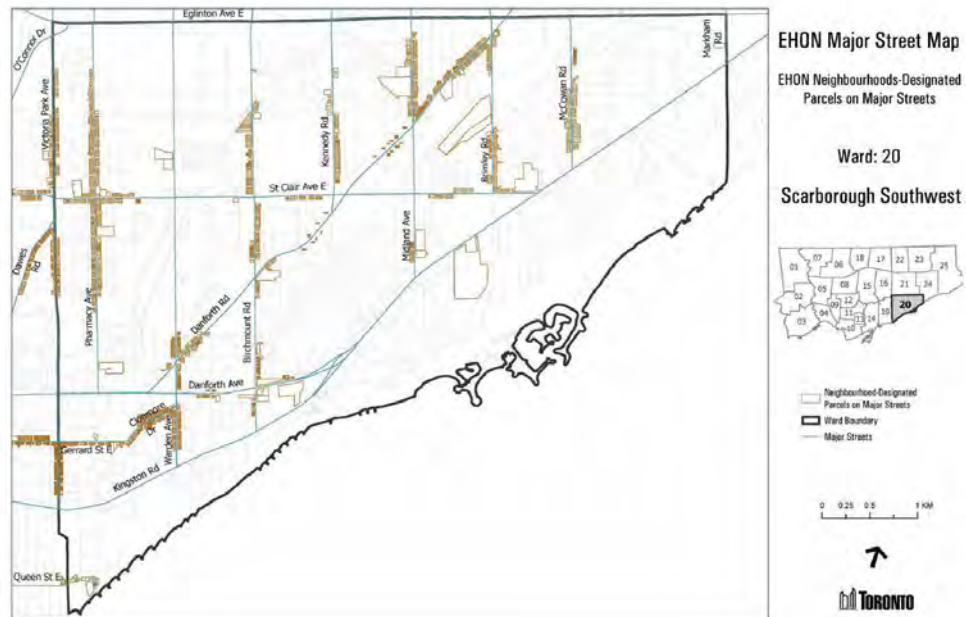 Eglinton Ave E
O'Connor Dr
Victoria Park Ave
Kennedy Rd
McCowan Rd
Markham
Rd
Brimley Rd
St Clair Ave E
Dawes
Rd
Pharmacy Ave
Midland Ave
Danforth Rd
Birchmount Rd
Danforth Ave
Clonmore
Dr
Warden Ave
Gerrard St E
Kingston Rd
Queen St E
EHON Major Street Map
EHON Neighbourhoods-Designated
Parcels on Major Streets
Ward: 20
Scarborough Southwest
01
07
06
18
17
22
23
25
02
05
08
15
16
21
24
03
04
09
12
11
13
10
14
19
20
Neighbourhood-Designated
Parcels on Major Streets
Ward Boundary
Major Streets
0 0.25 0.5 1 KM
TORONTO